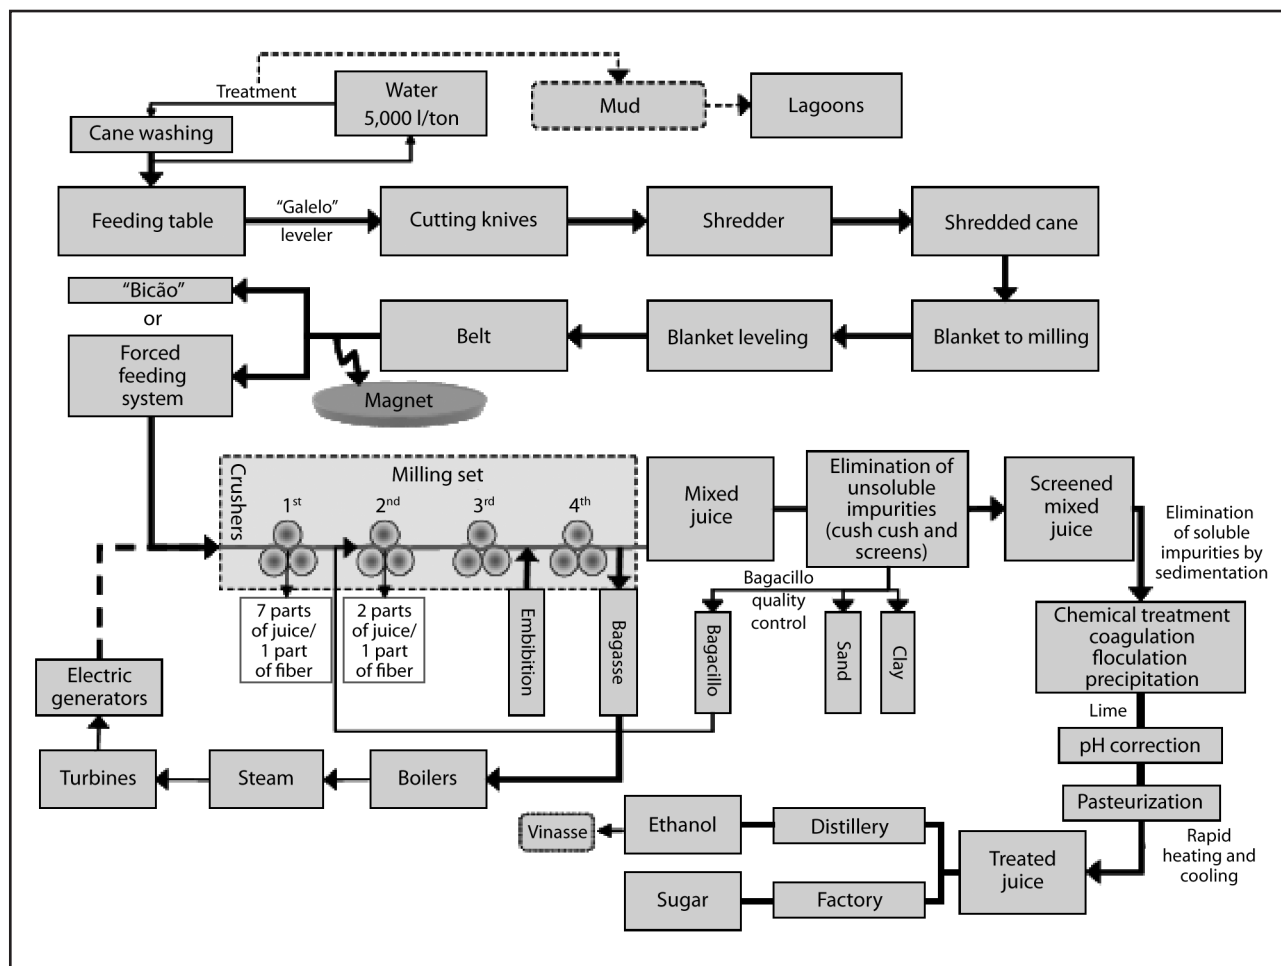 Treatment
Water
5,000 l/ton
Mud
Lagoons
Cane washing
Feeding table
“Galelo”
leveler
Cutting knives
Shredder
Shredded cane
“Bicão”
or
Forced
feeding
system
Belt
Blanket leveling
Blanket to milling
Magnet
Crushers
Milling set
1st
2nd
3rd
4th
Mixed
juice
Elimination of
unsoluble
impurities
(cush cush and
screens)
Screened
mixed
juice
Elimination
of soluble
impurities by
sedimentation
7 parts
of juice/
1 part
of fiber
2 parts
of juice/
1 part
of fiber
Embibition
Bagasse
Bagacillo
quality
control
Bagacillo
Sand
Clay
Chemical treatment
coagulation
floculation
precipitation
Lime
pH correction
Pasteurization
Rapid
heating and
cooling
Electric
generators
Turbines
Steam
Boilers
Vinasse
Ethanol
Distillery
Treated
juice
Sugar
Factory